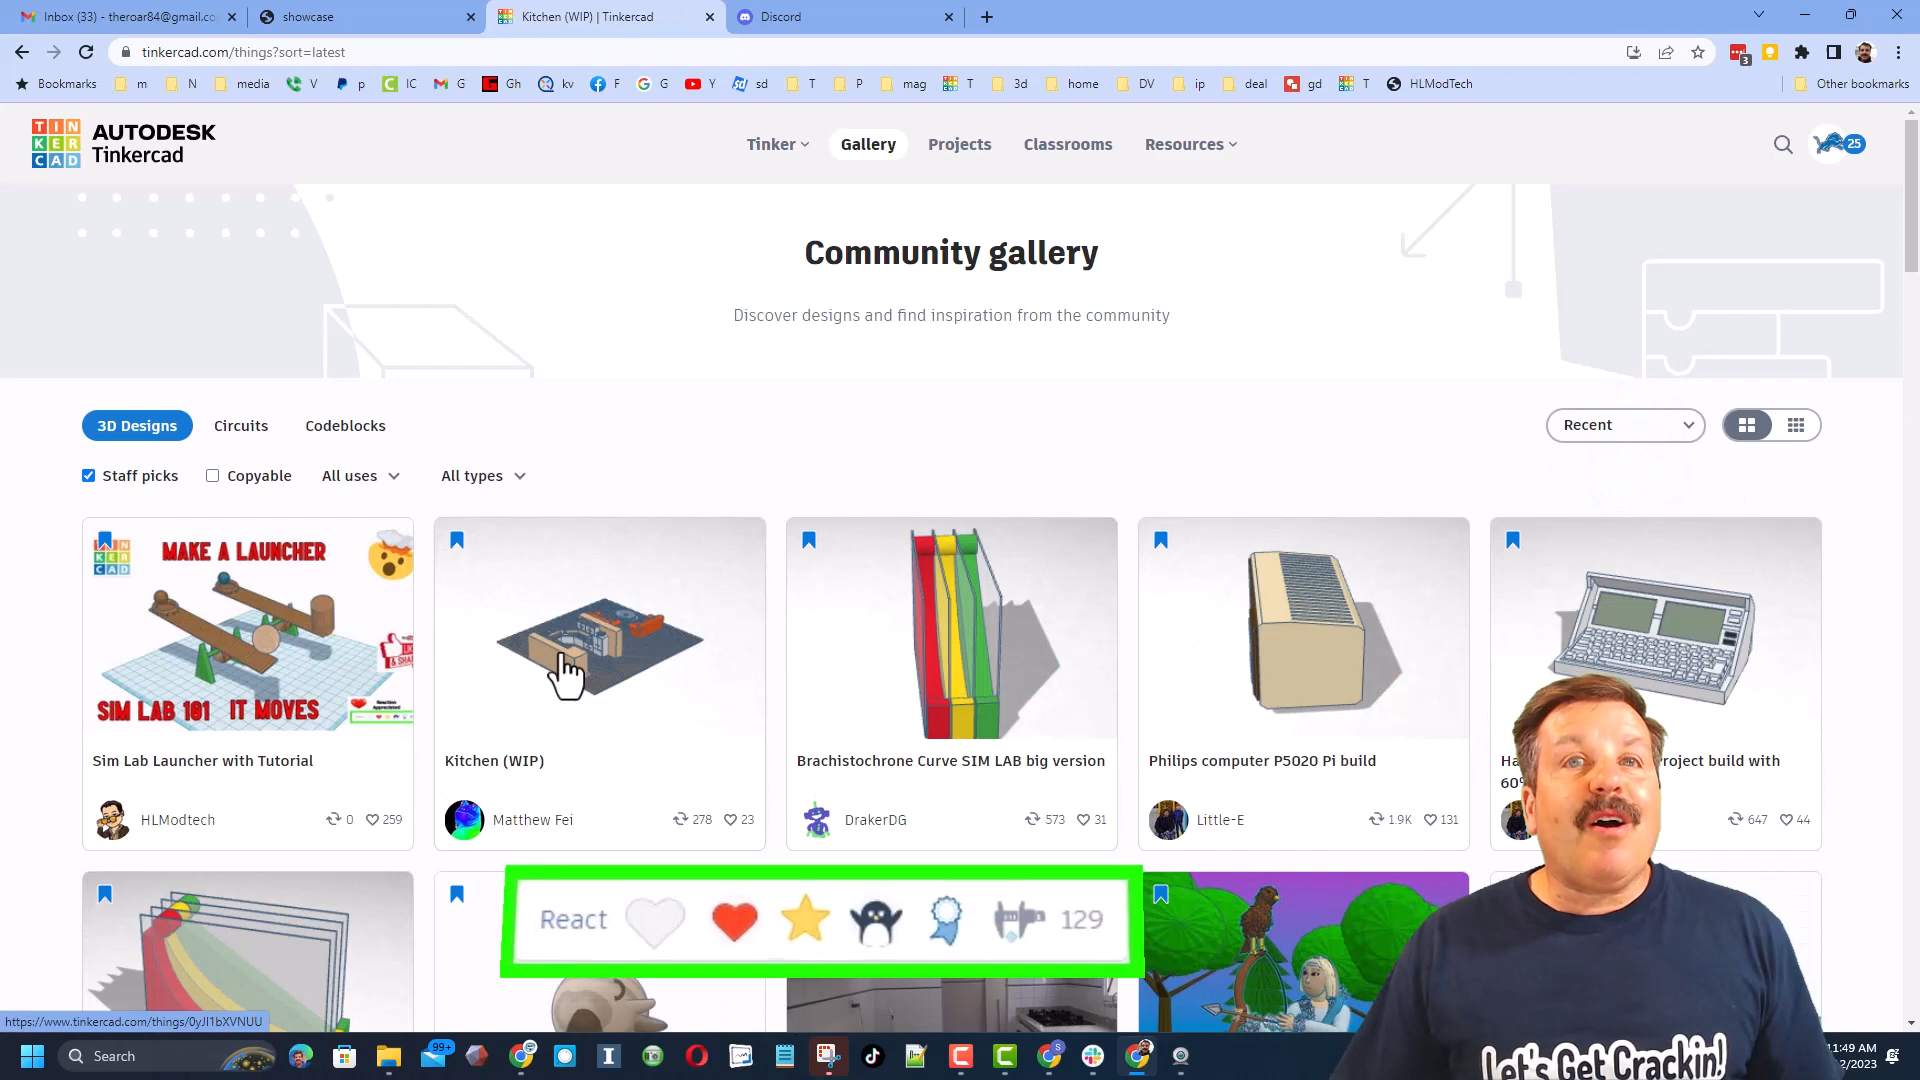 Inbox (33) - theroar84@gmail.co
showcase
Kitchen (WIP) | Tinkercad
Discord
tinkercad.com/things?sort=latest
3
Bookmarks
m
N
media
V
p
IC
G
Gh
kv
F
G
Y
sd
T
P
mag
T
3d
home
DV
ip
deal
gd
T
HLModTech
Other bookmarks
TIN
KER
CAD
AUTODESK
Tinkercad
Tinker
Gallery
Projects
Classrooms
Resources
25
Community gallery
Discover designs and find inspiration from the community
3D Designs
Circuits
Codeblocks
Recent
Staff picks
Copyable
All uses
All types
MAKE A LAUNCHER
SIM LAB 101 IT MOVES
Sim Lab Launcher with Tutorial
HLModtech
0
259
Kitchen (WIP)
Matthew Fei
278
23
Brachistochrone Curve SIM LAB big version
DrakerDG
573
31
Philips computer P5020 Pi build
Little-E
1.9K
131
roject build with
647
44
React
129
https://www.tinkercad.com/things/0yJI1bXVNUU
Let's Get Crackin!
Search
99+
S
11:49 AM
2/2023